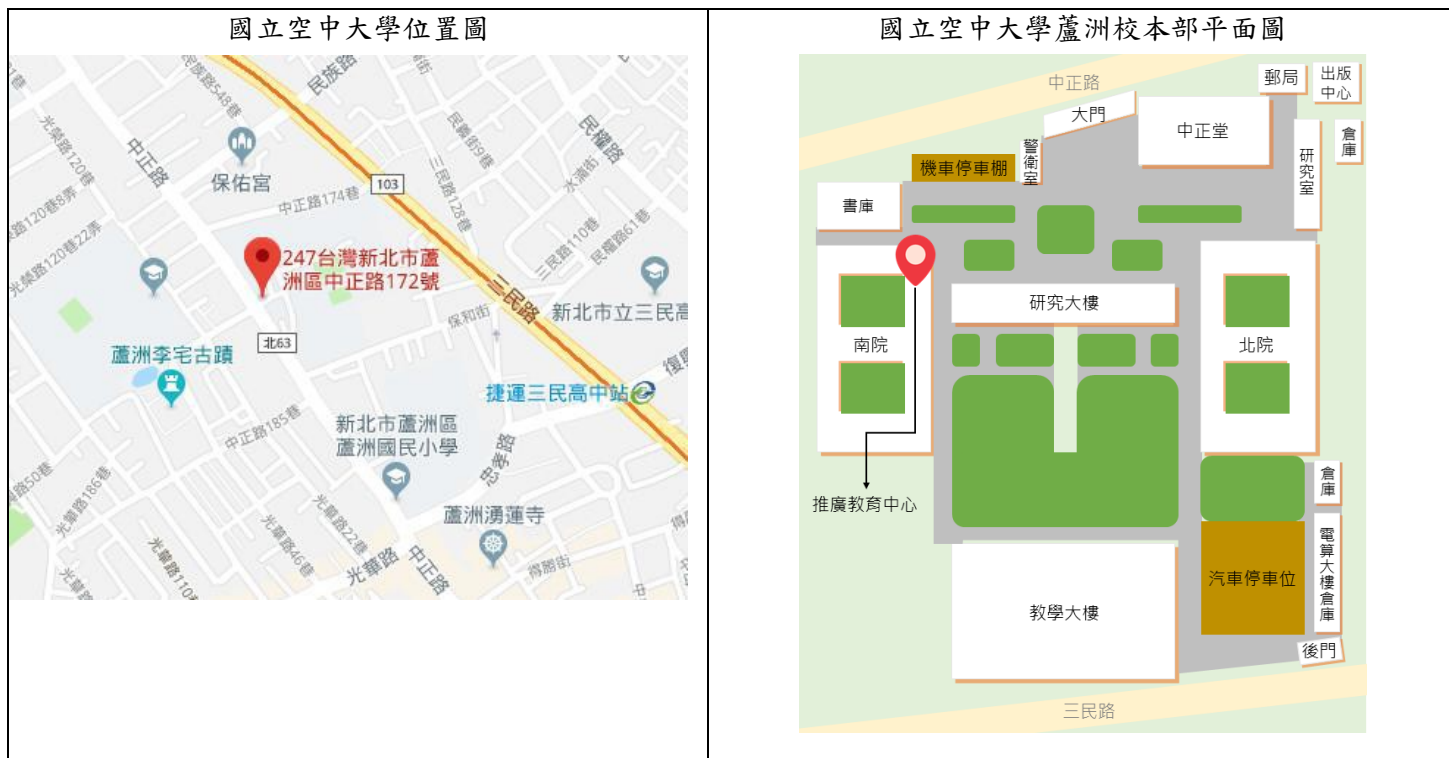 國立空中大學位置圖
民族路
民族路548巷
光榮路120巷
中正路
保佑宮
民義街9巷
三民路128巷
水湳街
民權路
103
中正路174巷
光榮路120巷8弄
光榮路120巷22弄
247台灣新北市蘆
洲區中正路172號
三民路110巷
民權路61巷
三民路
保和街
新北市立三民高
北63
蘆洲李宅古蹟
復興
捷運三民高中站
中正路185巷
新北市蘆洲區
蘆洲國民小學
忠孝路
路50巷
光華路186巷
光華路22巷
光華路46巷
蘆洲湧蓮寺
光華路110
光華路
中正路
得勝街
國立空中大學蘆洲校本部平面圖
中正路
郵局
出版
中心
大門
中正堂
警衛室
倉庫
機車停車棚
研究室
書庫
研究大樓
南院
北院
推廣教育中心
倉庫
電算大樓倉庫
汽車停車位
教學大樓
後門
三民路